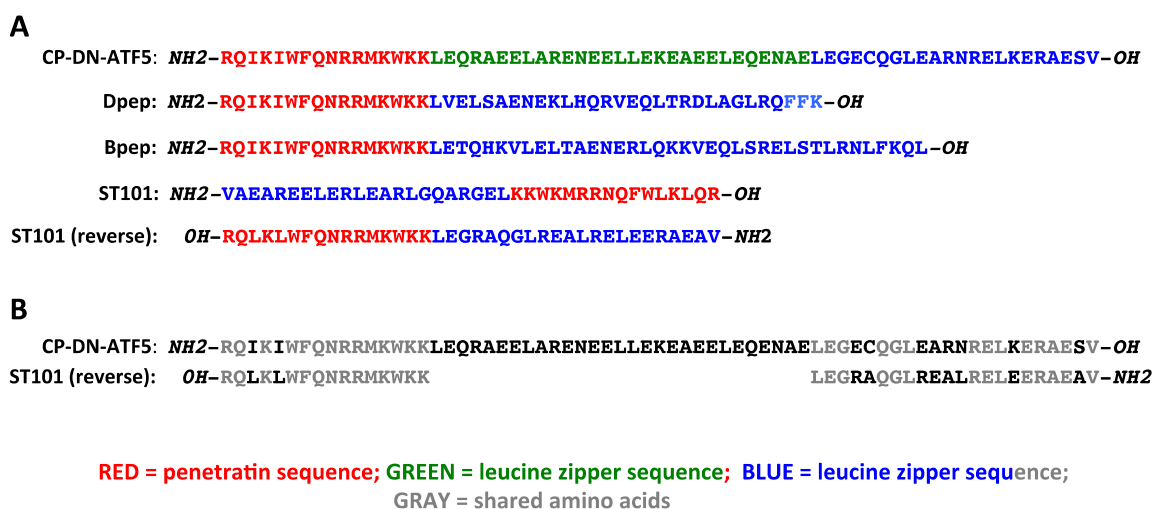 A
CP-DN-ATF5: NH2–RQIKIWFQNRRMKWKKLEQRAEELARENEELLEKEAEELEQENAELEGECQGLEARNRELKERAESV–OH
Dpep: NH2–RQIKIWFQNRRMKWKKLVELSAENEKLHQRVEQLTRDLAGLRQFFK–OH
Bpep: NH2–RQIKIWFQNRRMKWKKLETQHKVLELTAENERLQKKVEQLSRELSTLRNLFKQL–OH
ST101: NH2–VAEAREELERLEARLGQARGELKKWKMRRNQFWLKLQR–OH
ST101 (reverse): OH–RQLKLWFQNRRMKWKKLEGRAQGLREALRELEERAEAV–NH2
B
CP-DN-ATF5: NH2–RQIKIWFQNRRMKWKKLEQRAEELARENEELLEKEAEELEQENAELEGECQGLEARNRELKERAESV–OH
ST101 (reverse): OH–RQLKLWFQNRRMKWKK LEGRAQGLREALRELEERAEAV–NH2
RED = penetratin sequence; GREEN = leucine zipper sequence; BLUE = leucine zipper sequence;
GRAY = shared amino acids